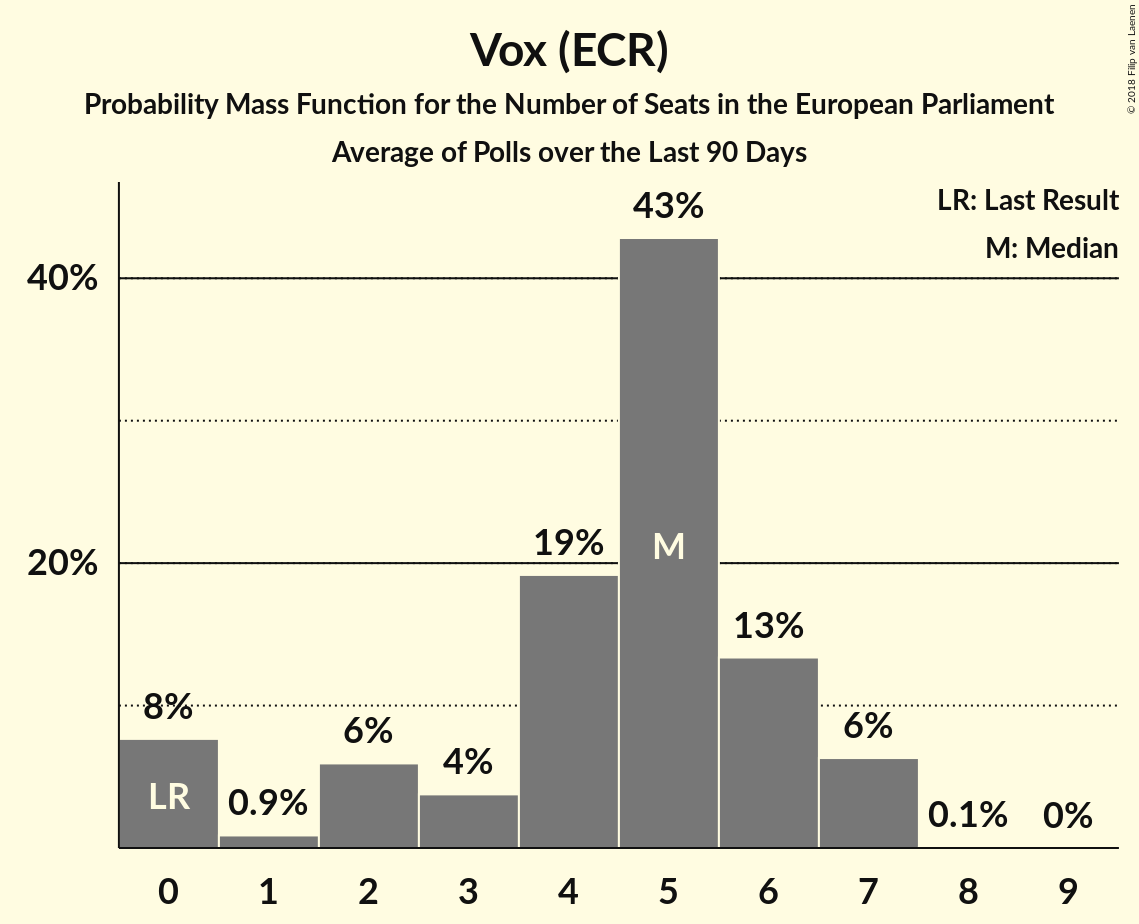 Vox (ECR)
Probability Mass Function for the Number of Seats in the European Parliament
Average of Polls over the Last 90 Days
© 2018 Filip van Laenen
LR: Last Result
M: Median
43%
40%
19%
M
20%
13%
8%
6%
4%
6%
LR
0.9%
0.1%
0%
0 1 2 3 4 5 6 7 8 9